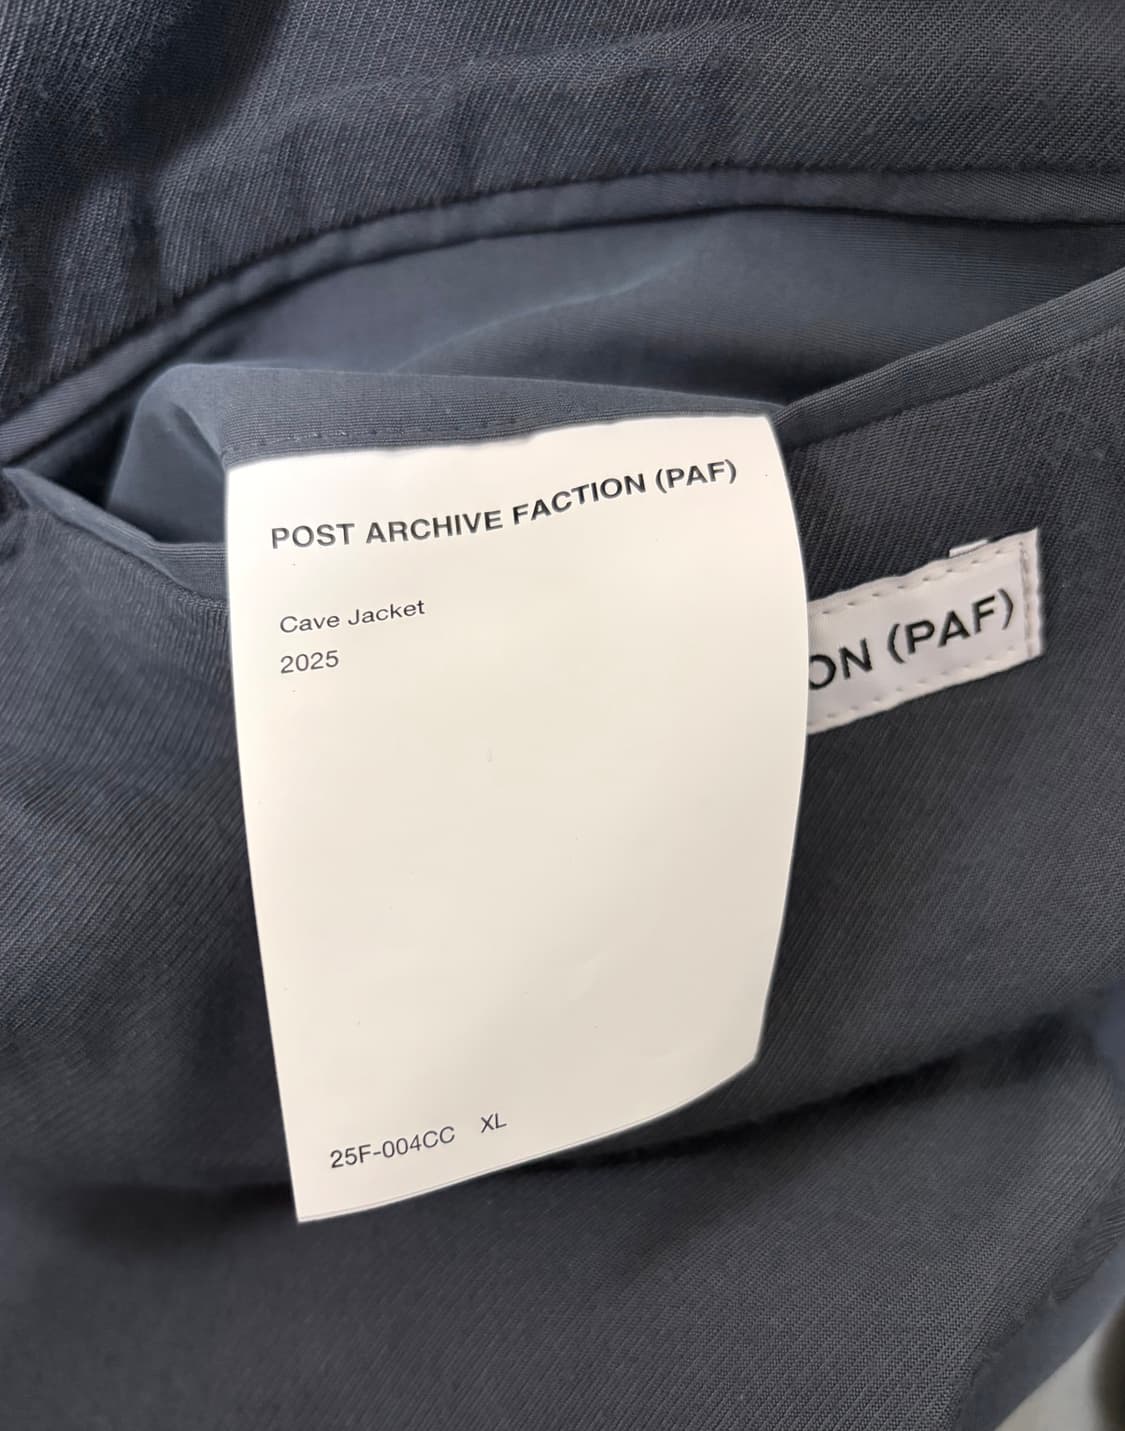 POST ARCHIVE FACTION (PAF)
Cave Jacket
2025
25F-004CC XL
ON (PAF)